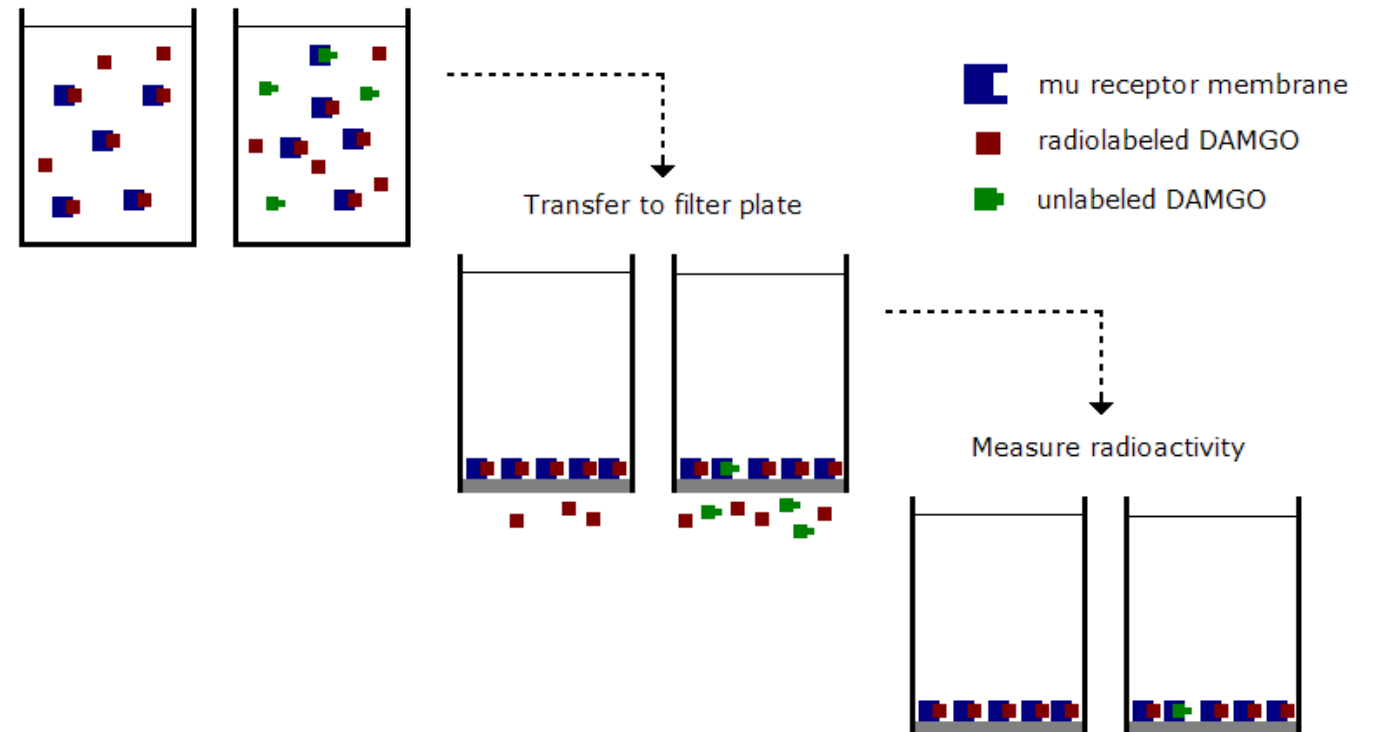 mu receptor membrane
radiolabeled DAMGO
unlabeled DAMGO
Transfer to filter plate
Measure radioactivity